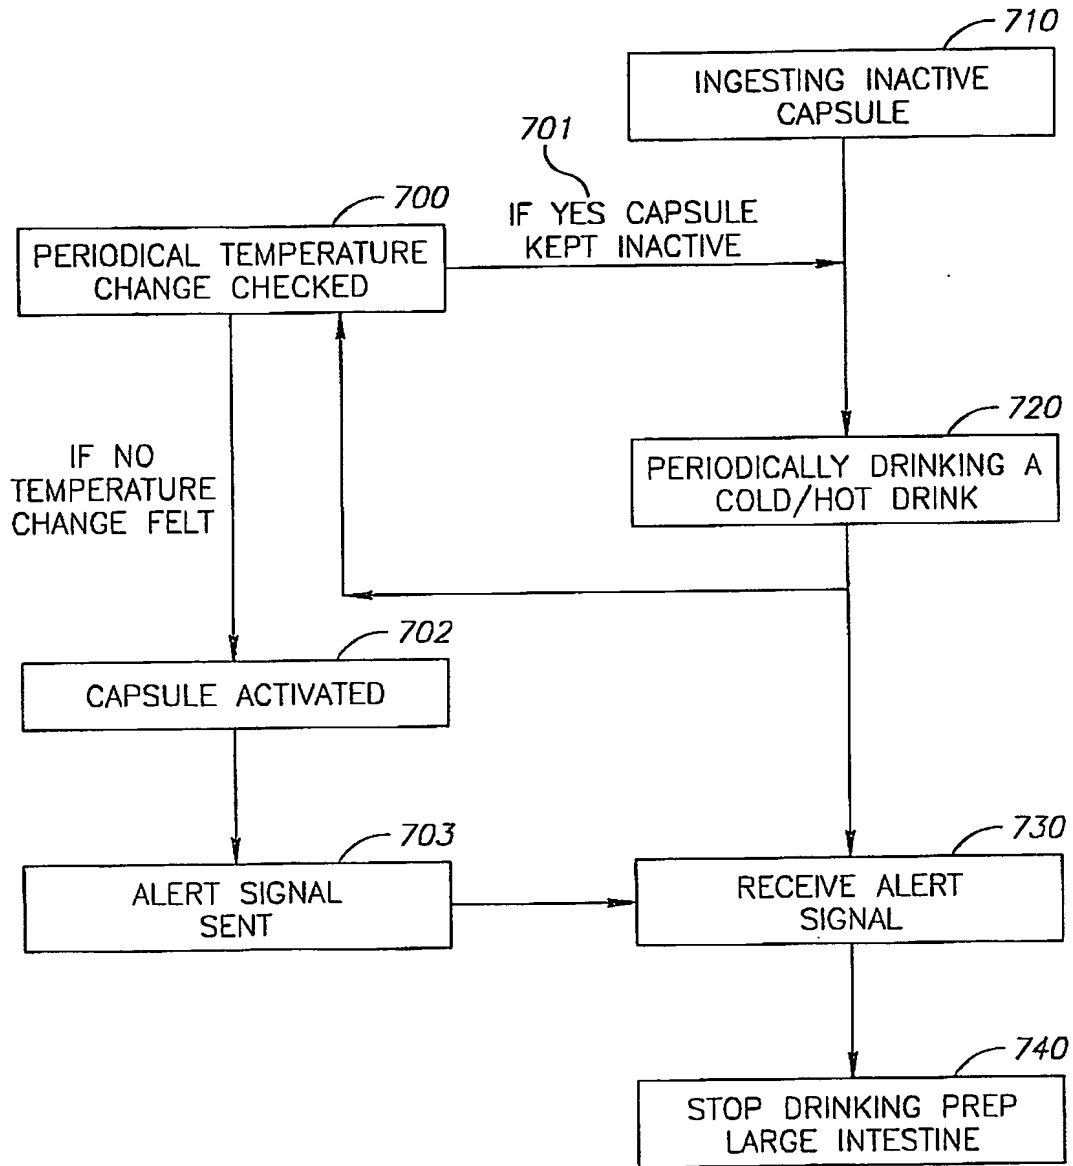 710
INGESTING INACTIVE
CAPSULE
701
IF YES CAPSULE
KEPT INACTIVE
700
PERIODICAL TEMPERATURE
CHANGE CHECKED
720
PERIODICALLY DRINKING A
COLD/HOT DRINK
IF NO
TEMPERATURE
CHANGE FELT
702
CAPSULE ACTIVATED
703
ALERT SIGNAL
SENT
730
RECEIVE ALERT
SIGNAL
740
STOP DRINKING PREP
LARGE INTESTINE